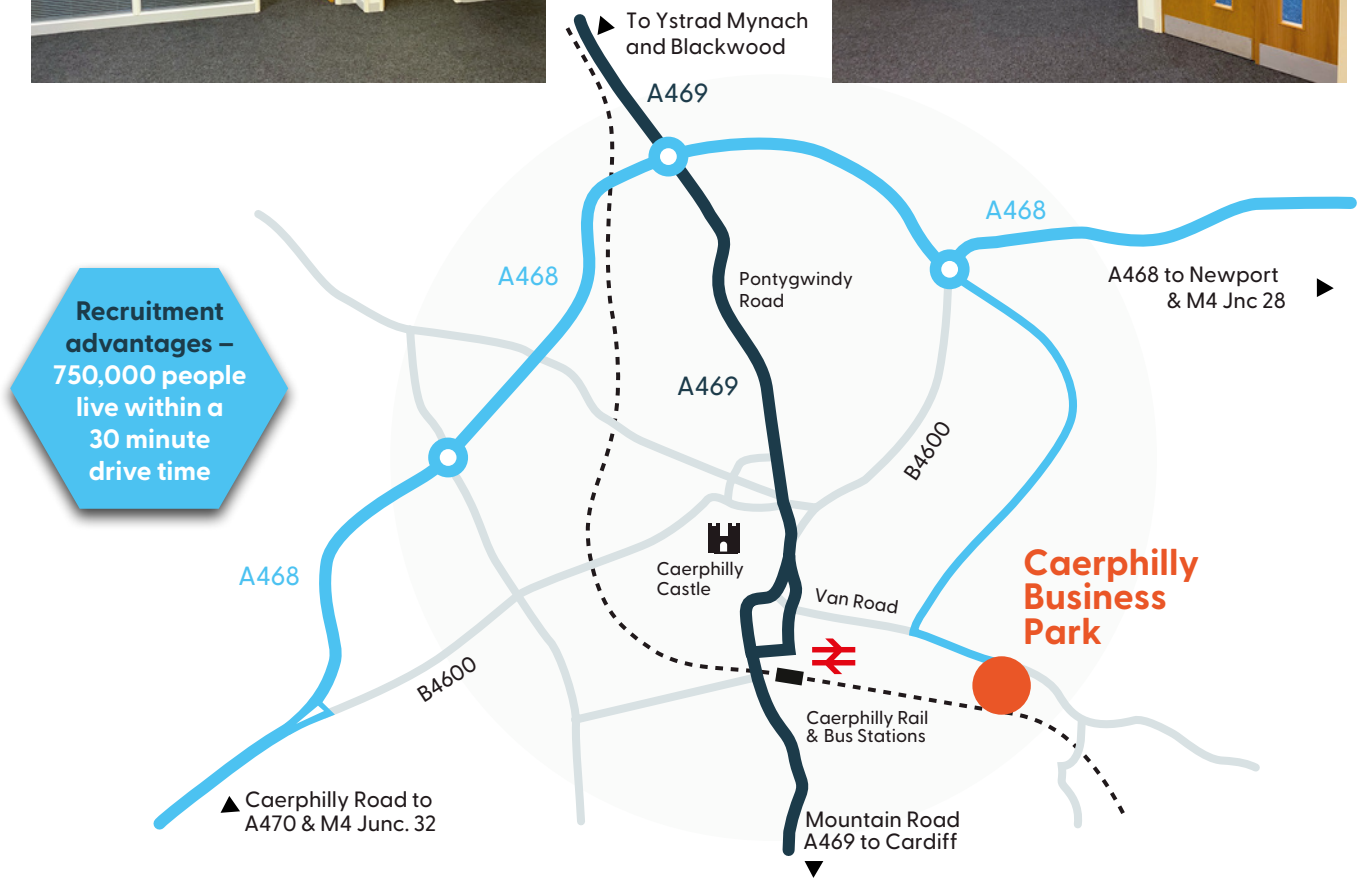 To Ystrad Mynach
and Blackwood
A469
A468
A468
A468 to Newport
& M4 Jnc 28
Pontygwindy
Road
Recruitment
advantages –
750,000 people
live within a
30 minute
drive time
A469
B4600
Caerphilly
Castle
Caerphilly
Business
Park
A468
Van Road
B4600
Caerphilly Rail
& Bus Stations
Caerphilly Road to
A470 & M4 Junc. 32
Mountain Road
A469 to Cardiff